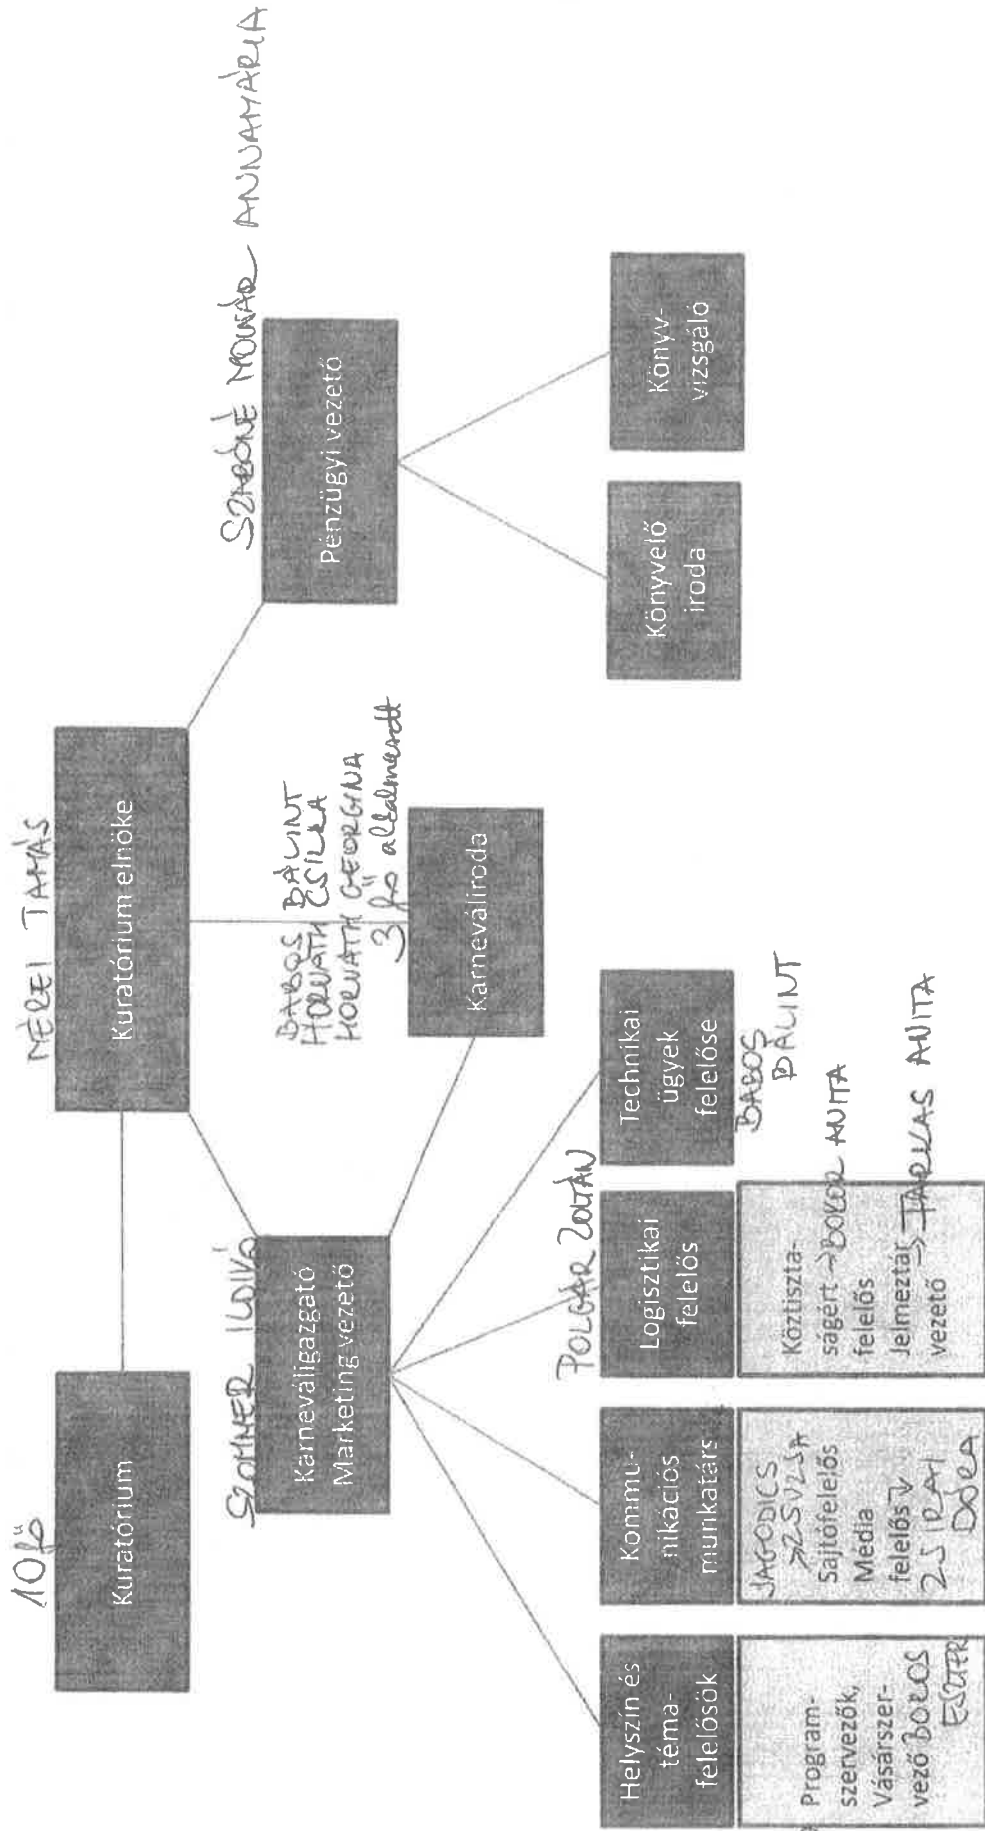 10 fő
Kuratórium
MÉREI TAMÁS
Kuratórium elnöke
SZABÓNÉ MOLNÁR ANNAMÁRIA
Pénzügyi vezető
SZOMMER ILDIKÓ
Karneváligazgató
Marketing vezető
BABOS BÁLINT
HORVÁTH CSILLA
HORVÁTH GEORGINA
3 fő alkalmazott
Karneváliroda
Könyvelő
iroda
Könyv-
vizsgáló
Helyszín és
téma-
felelősök
Program-
szervezők,
Vásárszer-
vező BOROS
ESZTER
Kommu-
nikációs
munkatárs
JAGODICS
→ZSUZSA
Sajtófelelős
Media
felelős↓
ZSIRAI
DÓRA
POLGÁR ZOLTÁN
Logisztikai
felelős
Köztiszta-
ságért →BOKOR ANITA
felelős
Jelmeztár →TARKAS ANITA
vezető
Technikai
ügyek
felelőse
BABOS
BÁLINT